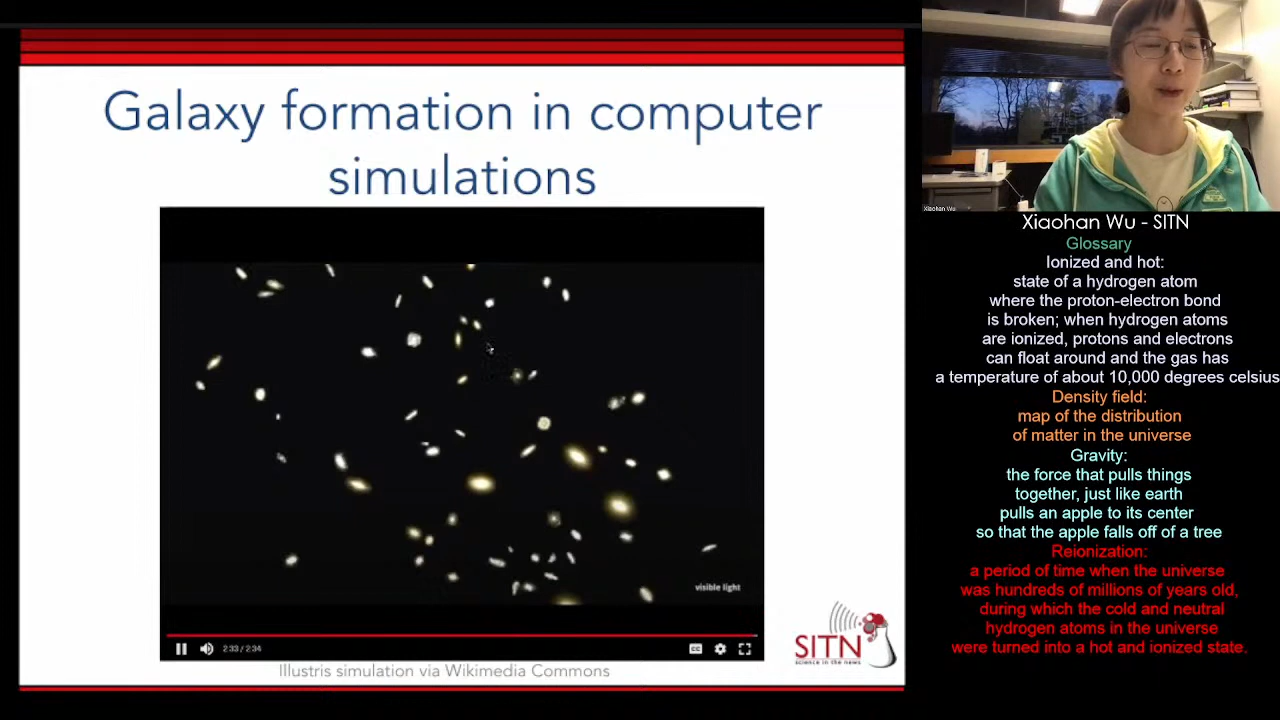 Galaxy formation in computer
simulations
visible light
2:33 / 2:34
CC
Illustris simulation via Wikimedia Commons
SITN
science in the news
Xiaohan Wu
Xiaohan Wu - SITN
Glossary
Ionized and hot:
state of a hydrogen atom
where the proton-electron bond
is broken; when hydrogen atoms
are ionized, protons and electrons
can float around and the gas has
a temperature of about 10,000 degrees celsius
Density field:
map of the distribution
of matter in the universe
Gravity:
the force that pulls things
together, just like earth
pulls an apple to its center
so that the apple falls off of a tree
Reionization:
a period of time when the universe
was hundreds of millions of years old,
during which the cold and neutral
hydrogen atoms in the universe
were turned into a hot and ionized state.